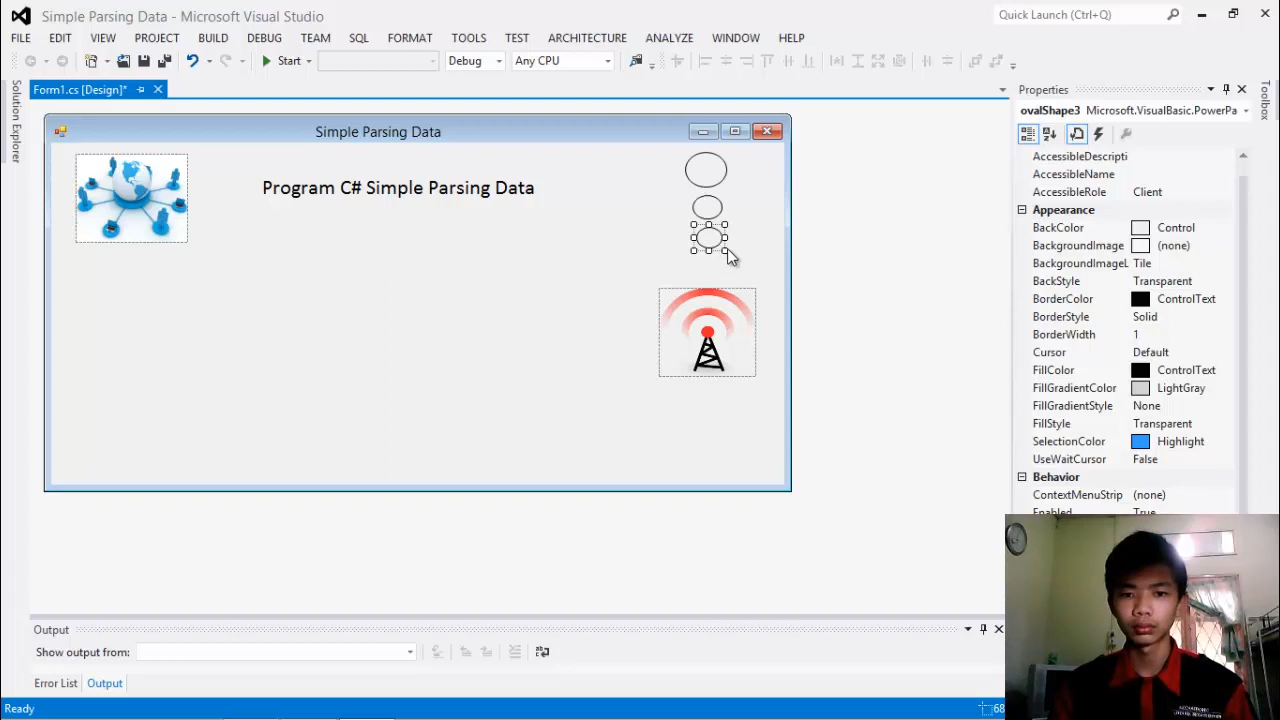 Simple Parsing Data - Microsoft Visual Studio
Quick Launch (Ctrl+Q)
FILE EDIT VIEW PROJECT BUILD DEBUG TEAM SQL FORMAT TOOLS TEST ARCHITECTURE ANALYZE WINDOW HELP
Start Debug Any CPU
Solution Explorer
Form1.cs [Design]*
Simple Parsing Data
Program C# Simple Parsing Data
Properties
Toolbox
ovalShape3 Microsoft.VisualBasic.PowerPa
AccessibleDescripti
AccessibleName
AccessibleRole Client
Appearance
BackColor Control
BackgroundImage (none)
BackgroundImageL Tile
BackStyle Transparent
BorderColor ControlText
BorderStyle Solid
BorderWidth 1
Cursor Default
FillColor ControlText
FillGradientColor LightGray
FillGradientStyle None
FillStyle Transparent
SelectionColor Highlight
UseWaitCursor False
Behavior
ContextMenuStrip (none)
Enabled True
Output
Show output from:
Error List Output
Ready
68